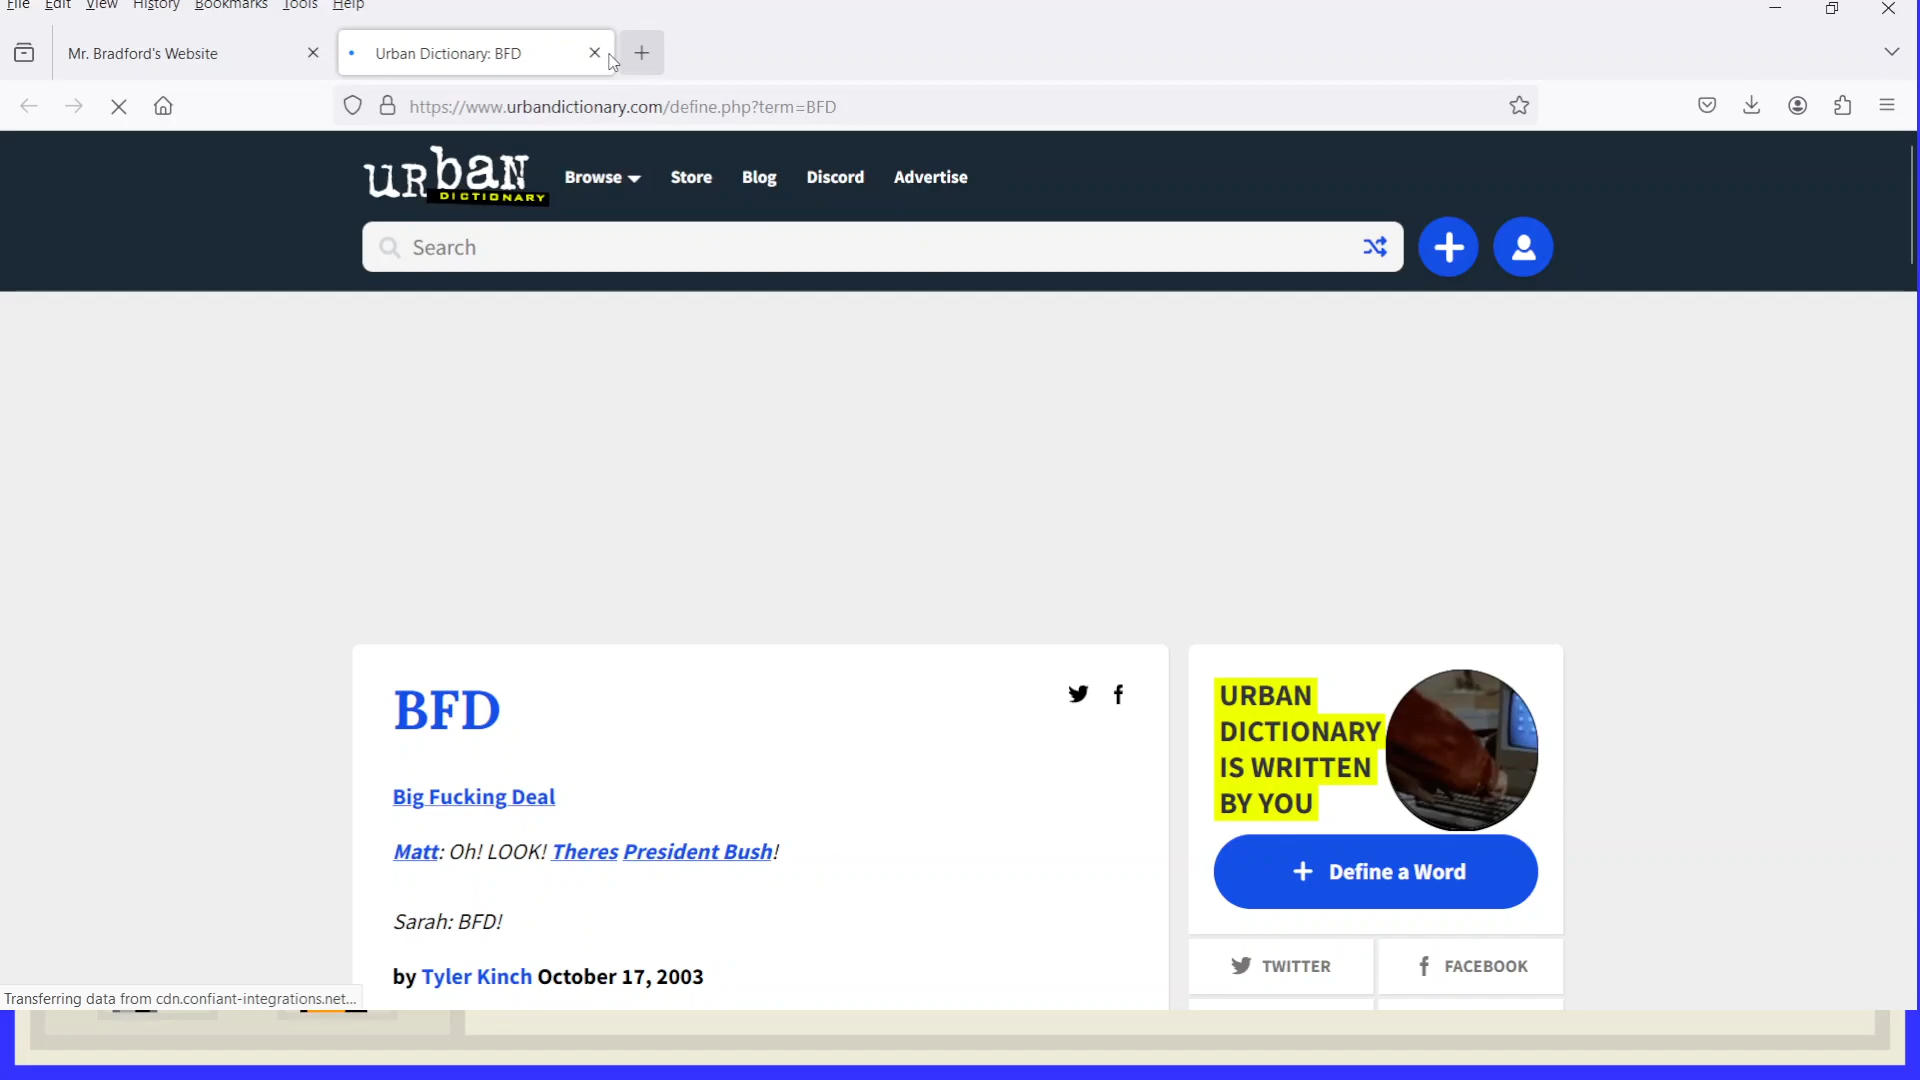 File Edit View History Bookmarks Tools Help
Mr. Bradford's Website
Urban Dictionary: BFD
https://www.urbandictionary.com/define.php?term=BFD
urban
DICTIONARY
Browse Store Blog Discord Advertise
Search
BFD
Big Fucking Deal
Matt: Oh! LOOK! Theres President Bush!
Sarah: BFD!
by Tyler Kinch October 17, 2003
URBAN
DICTIONARY
IS WRITTEN
BY YOU
Define a Word
TWITTER
FACEBOOK
Transferring data from cdn.confiant-integrations.net...